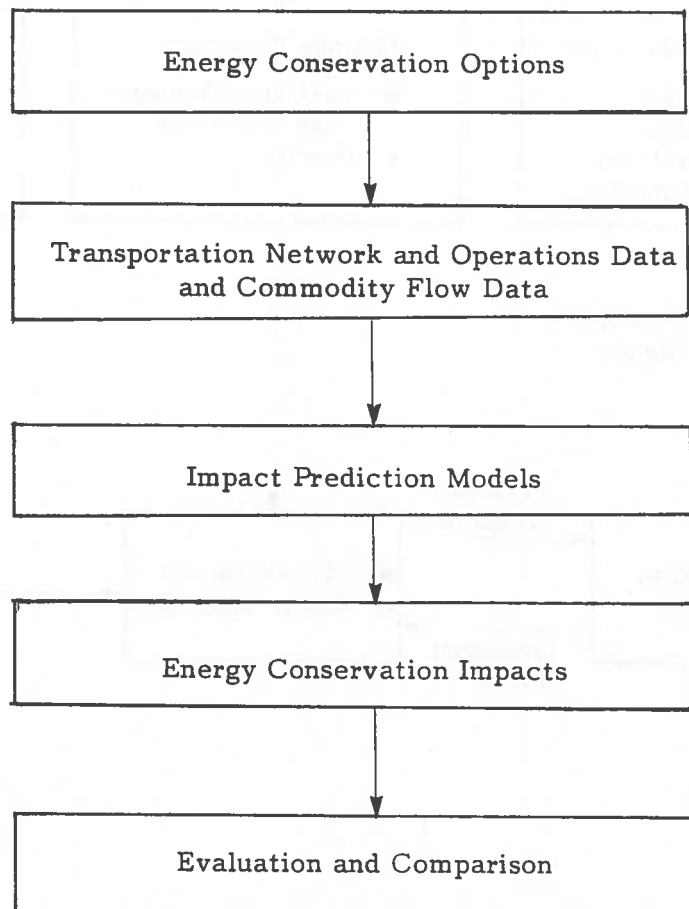 Energy Conservation Options
Transportation Network and Operations Data
and Commodity Flow Data
Impact Prediction Models
Energy Conservation Impacts
Evaluation and Comparison